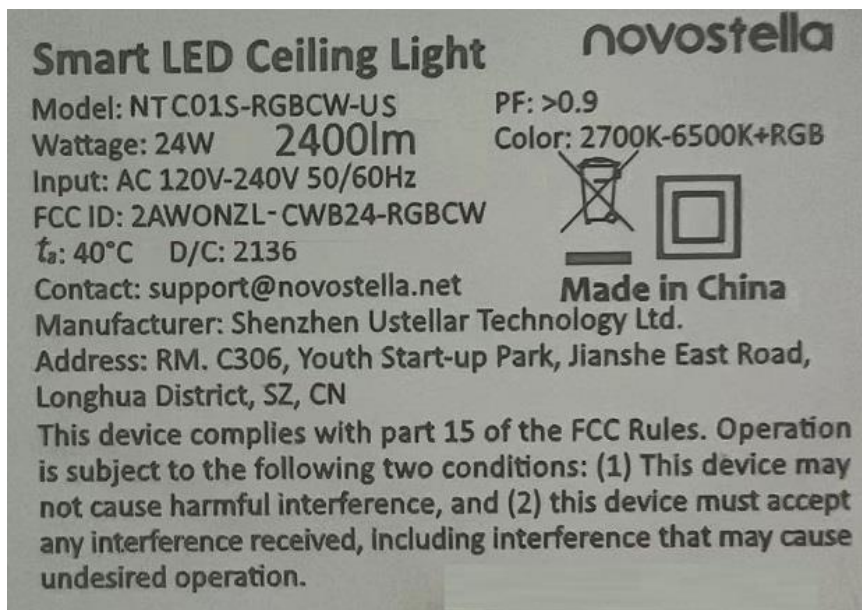 novostella
Smart LED Ceiling Light
Model: NTC01S-RGBCW-US PF: >0.9
Wattage: 24W 2400lm Color: 2700K-6500K+RGB
Input: AC 120V-240V 50/60Hz
FCC ID: 2AWONZL-CWB24-RGBCW
ta: 40°C D/C: 2136
Contact: support@novostella.net Made in China
Manufacturer: Shenzhen Ustellar Technology Ltd.
Address: RM. C306, Youth Start-up Park, Jianshe East Road,
Longhua District, SZ, CN
This device complies with part 15 of the FCC Rules. Operation
is subject to the following two conditions: (1) This device may
not cause harmful interference, and (2) this device must accept
any interference received, including interference that may cause
undesired operation.